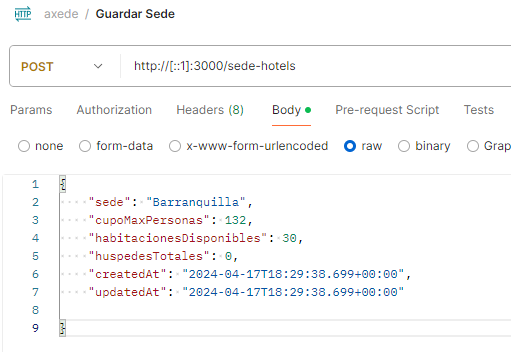 HTTP axede / Guardar Sede
POST http://[::1]:3000/sede-hotels
Params Authorization Headers (8) Body Pre-request Script Tests
none form-data x-www-form-urlencoded raw binary Grap
1 {
2 "sede": "Barranquilla",
3 "cupoMaxPersonas": 132,
4 "habitacionesDisponibles": 30,
5 "huspedesTotales": 0,
6 "createdAt": "2024-04-17T18:29:38.699+00:00",
7 "updatedAt": "2024-04-17T18:29:38.699+00:00"
8
9 }